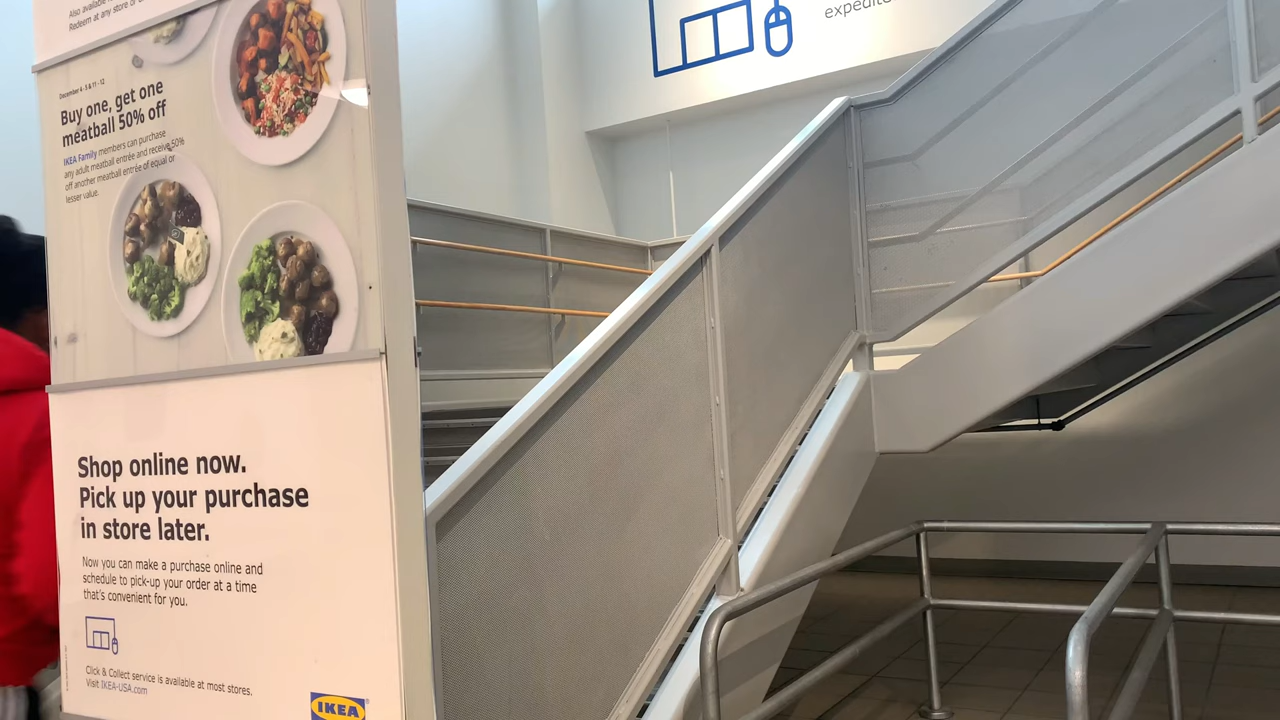 Also available
Redeem at any store or
December 4 - 5 & 11 - 12
Buy one, get one
meatball 50% off
IKEA Family members can purchase
any adult meatball entrée and receive 50%
off another meatball entrée of equal or
lesser value.
Shop online now.
Pick up your purchase
in store later.
Now you can make a purchase online and
schedule to pick-up your order at a time
that's convenient for you.
Click & Collect service is available at most stores.
Visit IKEA-USA.com
IKEA
expedite